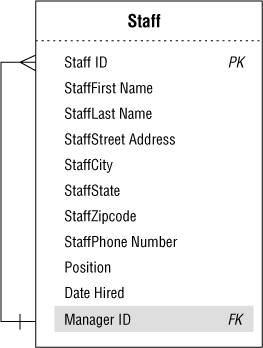 Staff
Staff ID PK
StaffFirst Name
StaffLast Name
StaffStreet Address
StaffCity
StaffState
StaffZipcode
StaffPhone Number
Position
Date Hired
Manager ID FK